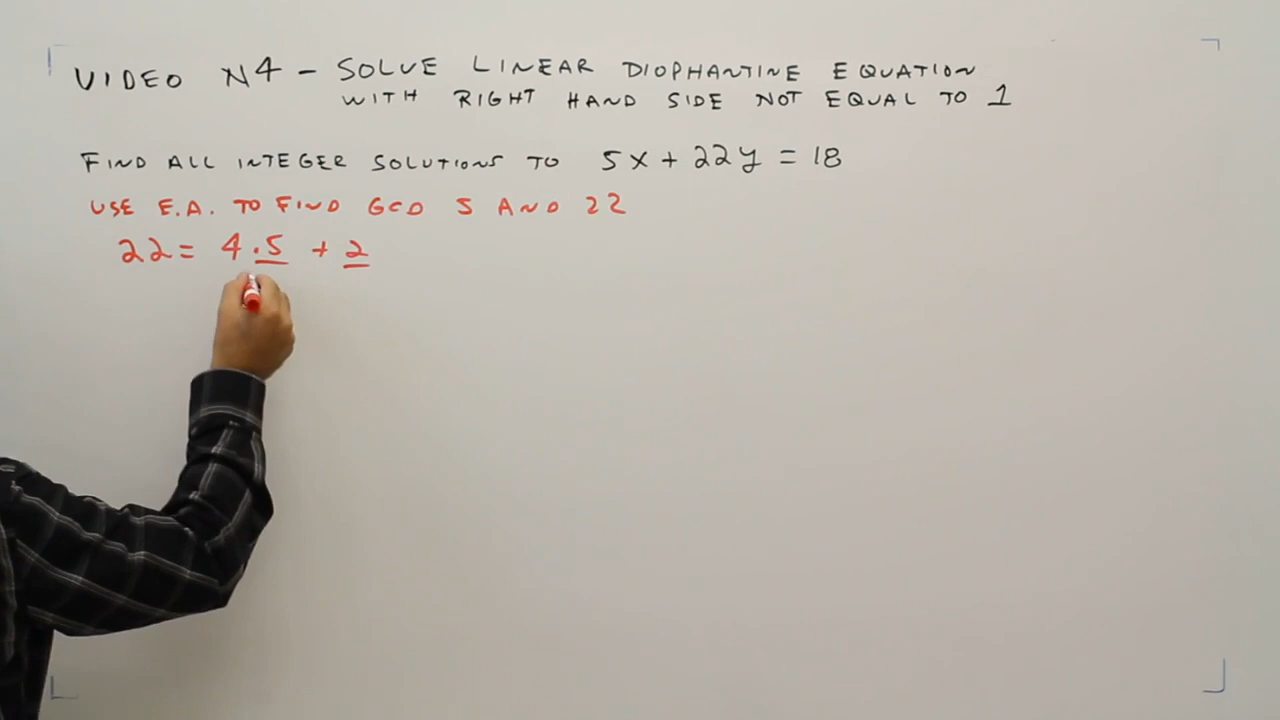 VIDEO N4 - SOLVE LINEAR DIOPHANTINE EQUATION
WITH RIGHT HAND SIDE NOT EQUAL TO 1
FIND ALL INTEGER SOLUTIONS TO 5x + 22y = 18
USE E.A. TO FIND GCD 5 AND 22
22 = 4 · 5 + 2